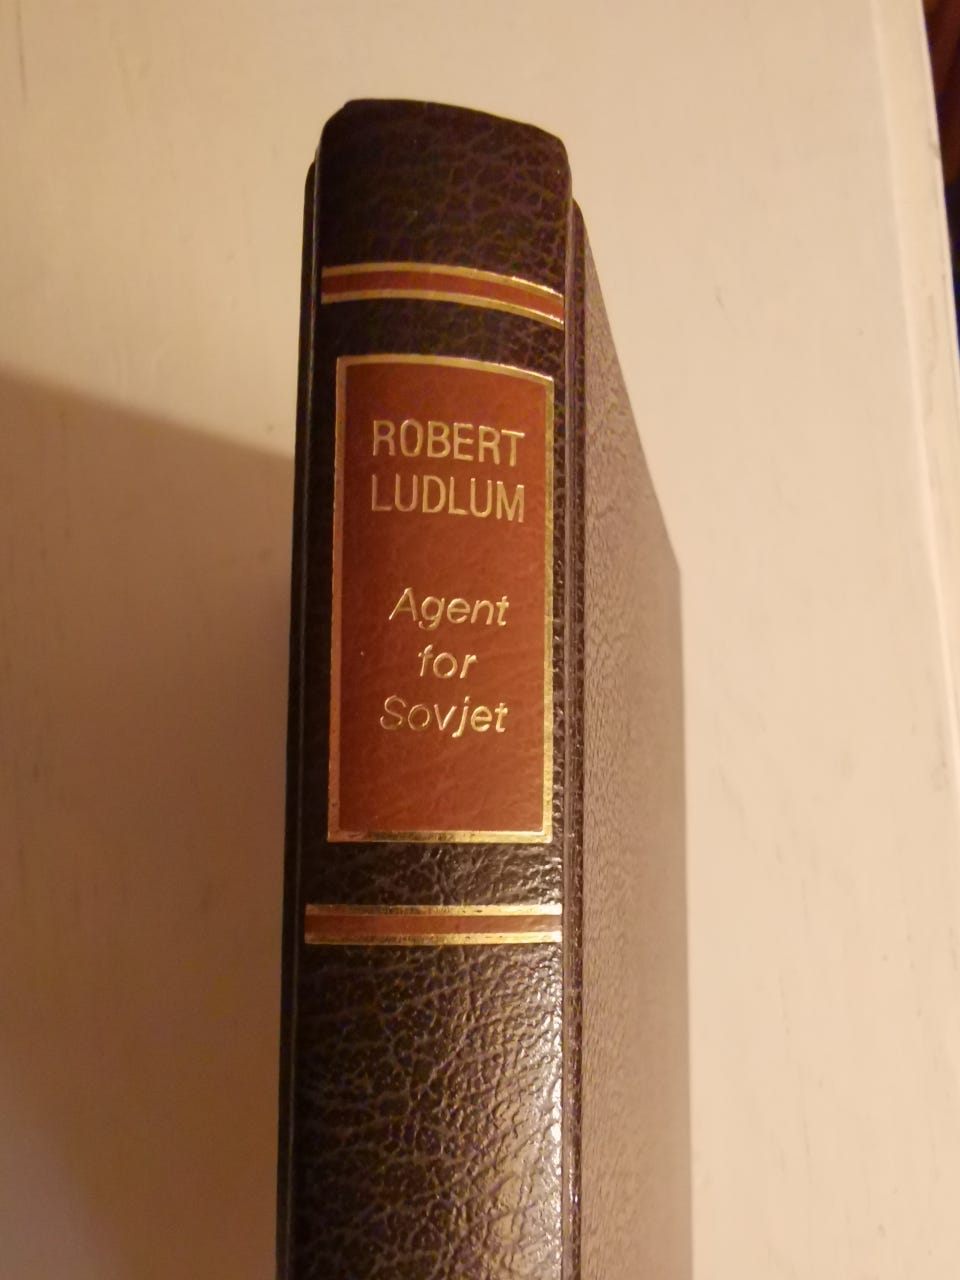 ROBERT
LUDLUM
Agent
for
Sovjet